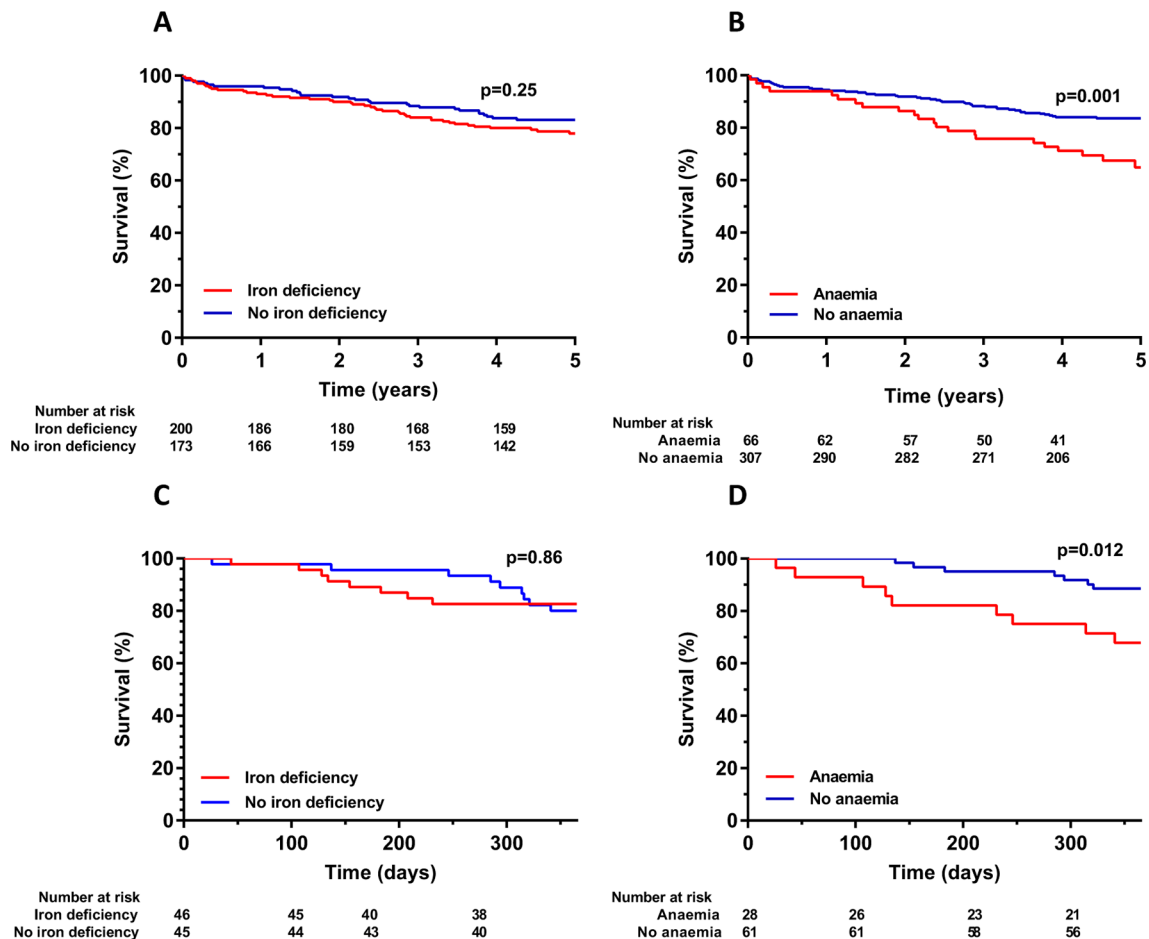 A
100
80
60
40
20
0
Survival (%)
p=0.25
Iron deficiency
No iron deficiency
0 1 2 3 4 5
Time (years)
Number at risk
Iron deficiency 200 186 180 168 159
No iron deficiency 173 166 159 153 142
B
100
80
60
40
20
0
Survival (%)
p=0.001
Anaemia
No anaemia
0 1 2 3 4 5
Time (years)
Number at risk
Anaemia 66 62 57 50 41
No anaemia 307 290 282 271 206
C
100
80
60
40
20
0
Survival (%)
p=0.86
Iron deficiency
No iron deficiency
0 100 200 300
Time (days)
Number at risk
Iron deficiency 46 45 40 38
No iron deficiency 45 44 43 40
D
100
80
60
40
20
0
Survival (%)
p=0.012
Anaemia
No anaemia
0 100 200 300
Time (days)
Number at risk
Anaemia 28 26 23 21
No anaemia 61 61 58 56